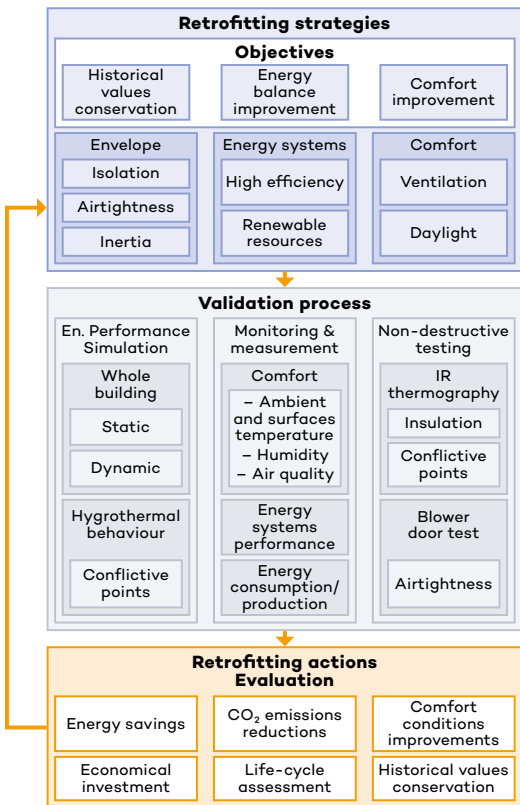 Retrofitting strategies
Objectives
Historical
values
conservation
Energy
balance
improvement
Comfort
improvement
Envelope
Isolation
Airtightness
Inertia
Energy systems
High efficiency
Renewable
resources
Comfort
Ventilation
Daylight
Validation process
En. Performance
Simulation
Whole
building
Static
Dynamic
Hygrothermal
behaviour
Conflictive
points
Monitoring &
measurement
Comfort
– Ambient
and surfaces
temperature
– Humidity
– Air quality
Energy
systems
performance
Energy
consumption/
production
Non-destructive
testing
IR
thermography
Insulation
Conflictive
points
Blower
door test
Airtightness
Retrofitting actions
Evaluation
Energy savings
CO₂ emissions
reductions
Comfort
conditions
improvements
Economical
investment
Life-cycle
assessment
Historical values
conservation